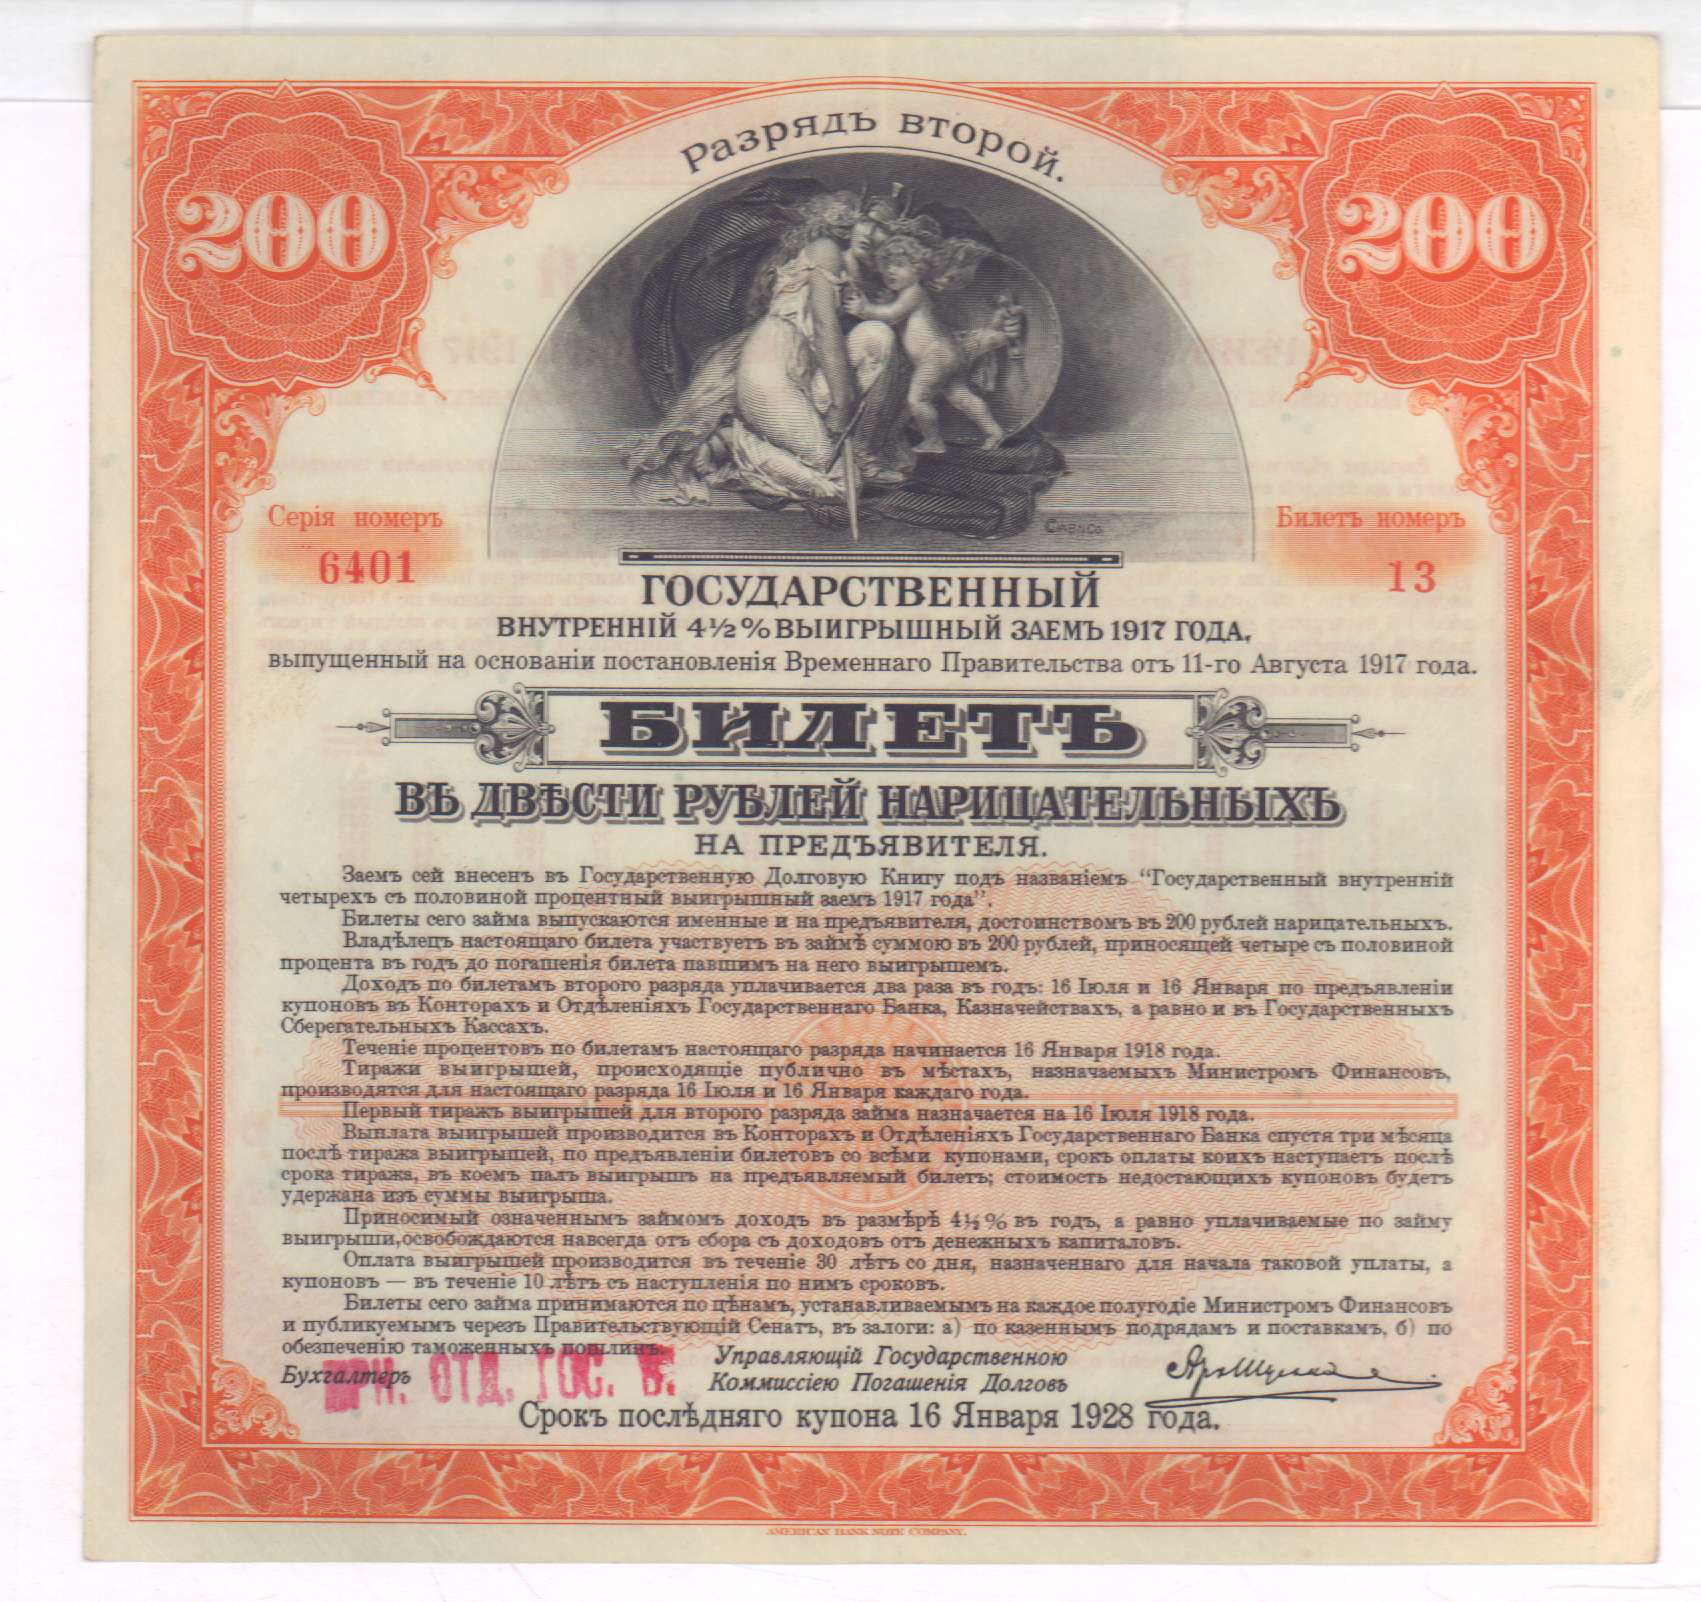 Разрядъ второй.
200
200
Серія номеръ
6401
Билетъ номеръ
13
ГОСУДАРСТВЕННЫЙ
ВНУТРЕННІЙ 4½% ВЫИГРЫШНЫЙ ЗАЕМЪ 1917 ГОДА,
выпущенный на основаніи постановленія Временнаго Правительства отъ 11-го Августа 1917 года.
БИЛЕТЪ
ВЪ ДВѢСТИ РУБЛЕЙ НАРИЦАТЕЛЬНЫХЪ
НА ПРЕДЪЯВИТЕЛЯ.
Заемъ сей внесенъ въ Государственную Долговую Книгу подъ названіемъ “Государственный внутренній
четырехъ съ половиной процентный выигрышный заемъ 1917 года”.
Билеты сего займа выпускаются именные и на предъявителя, достоинствомъ въ 200 рублей нарицательныхъ.
Владѣлецъ настоящаго билета участвуетъ въ займѣ суммою въ 200 рублей, приносящей четыре съ половиной
процента въ годъ до погашенія билета павшимъ на него выигрышемъ.
Доходъ по билетамъ второго разряда уплачивается два раза въ годъ: 16 Іюля и 16 Января по предъявленіи
купоновъ въ Конторахъ и Отдѣленіяхъ Государственнаго Банка, Казначействахъ, а равно и въ Государственныхъ
Сберегательныхъ Кассахъ.
Теченіе процентовъ по билетамъ настоящаго разряда начинается 16 Января 1918 года.
Тиражи выигрышей, происходящіе публично въ мѣстахъ, назначаемыхъ Министромъ Финансовъ,
производятся для настоящаго разряда 16 Іюля и 16 Января каждаго года.
Первый тиражъ выигрышей для второго разряда займа назначается на 16 Іюля 1918 года.
Выплата выигрышей производится въ Конторахъ и Отдѣленіяхъ Государственнаго Банка спустя три мѣсяца
послѣ тиража выигрышей, по предъявленіи билетовъ со всѣми купонами, срокъ оплаты коихъ наступаетъ послѣ
срока тиража, въ коемъ палъ выигрышъ на предъявляемый билетъ; стоимость недостающихъ купоновъ будетъ
удержана изъ суммы выигрыша.
Приносимый означеннымъ займомъ доходъ въ размѣрѣ 4½% въ годъ, а равно уплачиваемые по займу
выигрыши, освобождаются навсегда отъ сбора съ доходовъ отъ денежныхъ капиталовъ.
Оплата выигрышей производится въ теченіе 30 лѣтъ со дня, назначеннаго для начала таковой уплаты, а
купоновъ — въ теченіе 10 лѣтъ съ наступленія по нимъ сроковъ.
Билеты сего займа принимаются по цѣнамъ, устанавливаемымъ на каждое полугодіе Министромъ Финансовъ
и публикуемымъ черезъ Правительствующій Сенатъ, въ залоги: а) по казеннымъ подрядамъ и поставкамъ, б) по
обезпеченію таможенныхъ пошлинъ.
Бухгалтеръ
ОТД. ГОС. Б.
Управляющій Государственною
Коммиссіею Погашенія Долговъ
Срокъ послѣдняго купона 16 Января 1928 года.
AMERICAN BANK NOTE COMPANY.